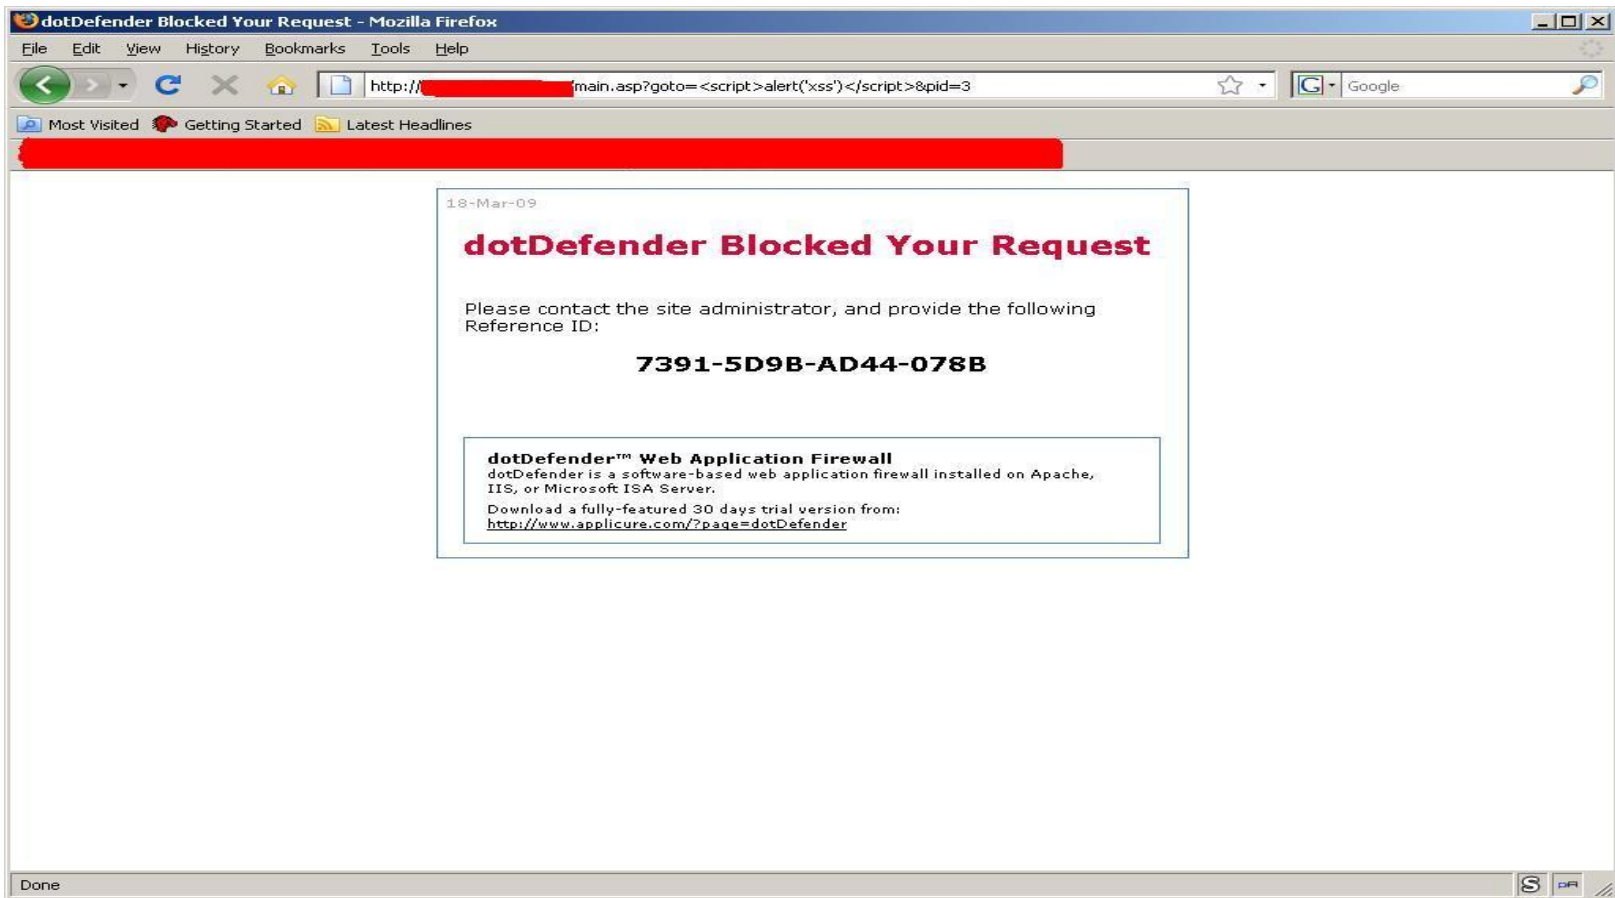 dotDefender Blocked Your Request - Mozilla Firefox
File Edit View History Bookmarks Tools Help
http:// main.asp?goto=<script>alert('xss')</script>&pid=3
G Google
Most Visited Getting Started Latest Headlines
18-Mar-09
dotDefender Blocked Your Request
Please contact the site administrator, and provide the following
Reference ID:
7391-5D9B-AD44-078B
dotDefender™ Web Application Firewall
dotDefender is a software-based web application firewall installed on Apache,
IIS, or Microsoft ISA Server.
Download a fully-featured 30 days trial version from:
http://www.applicure.com/?page=dotDefender
Done
S